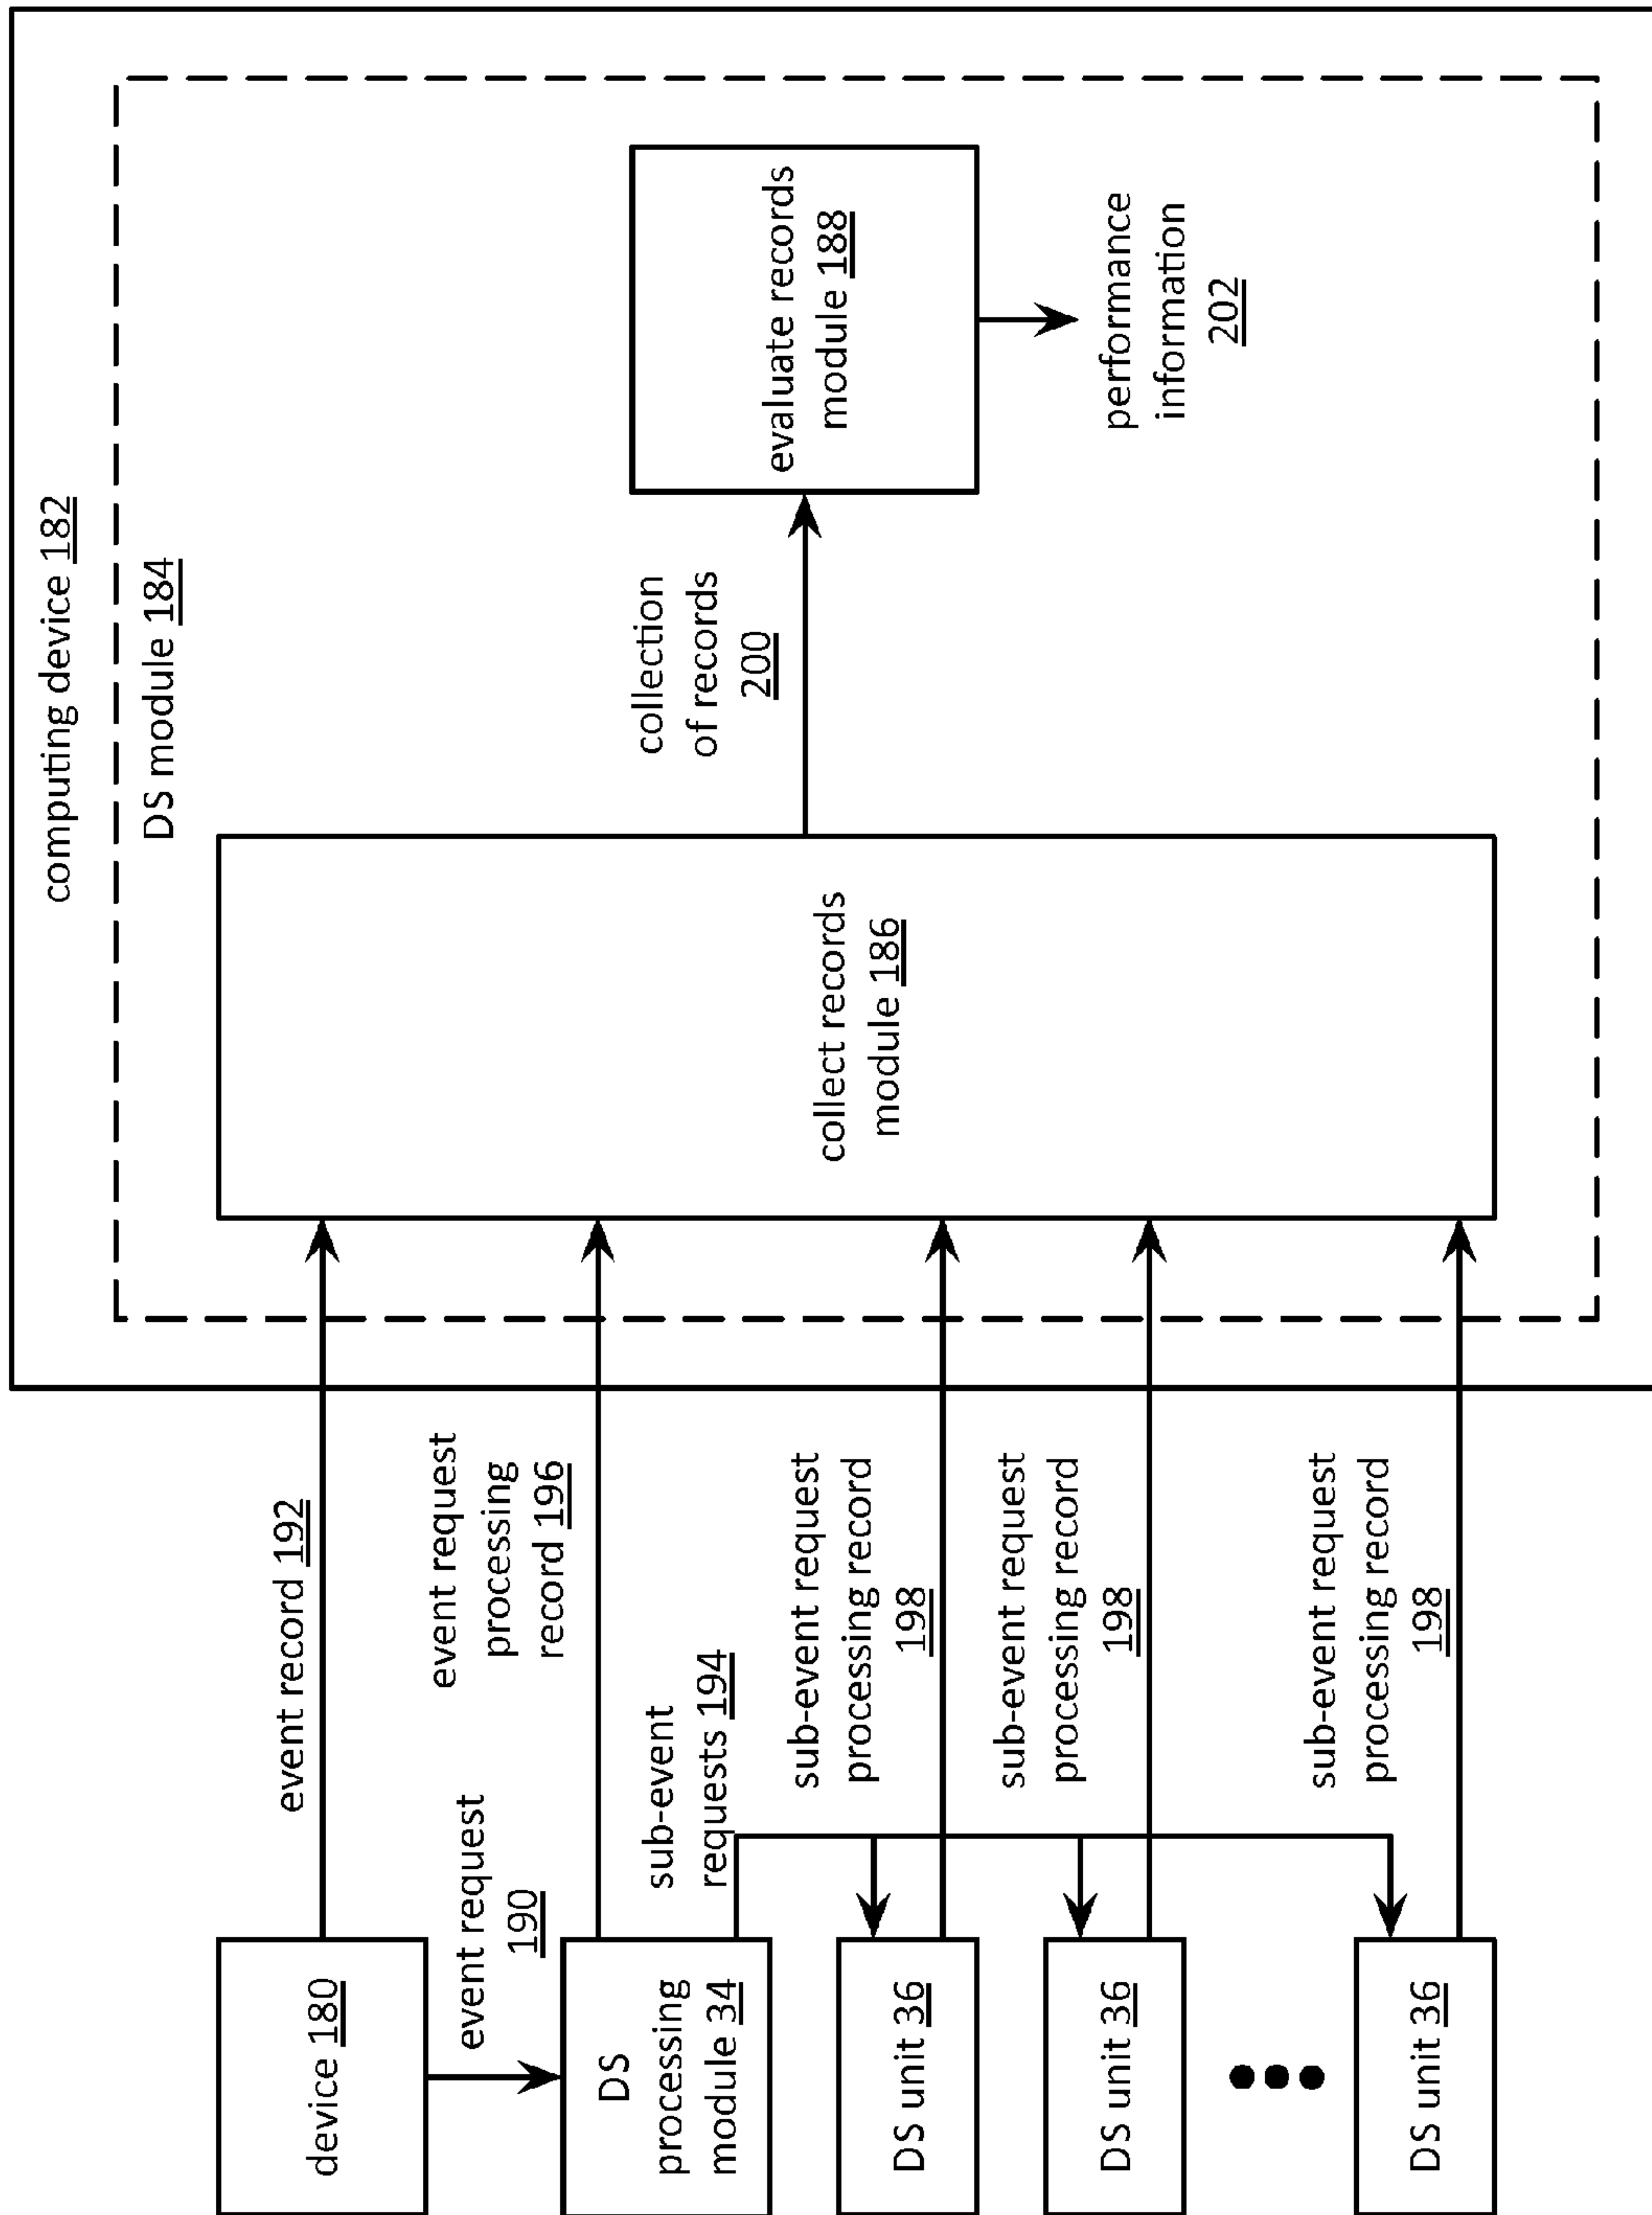 computing device 182
DS module 184
device 180
event record 192
event request
190
DS
processing
module 34
event request
processing
record 196
sub-event
requests 194
DS unit 36
sub-event request
processing record
198
DS unit 36
sub-event request
processing record
198
DS unit 36
sub-event request
processing record
198
collect records
module 186
collection
of records
200
evaluate records
module 188
performance
information
202